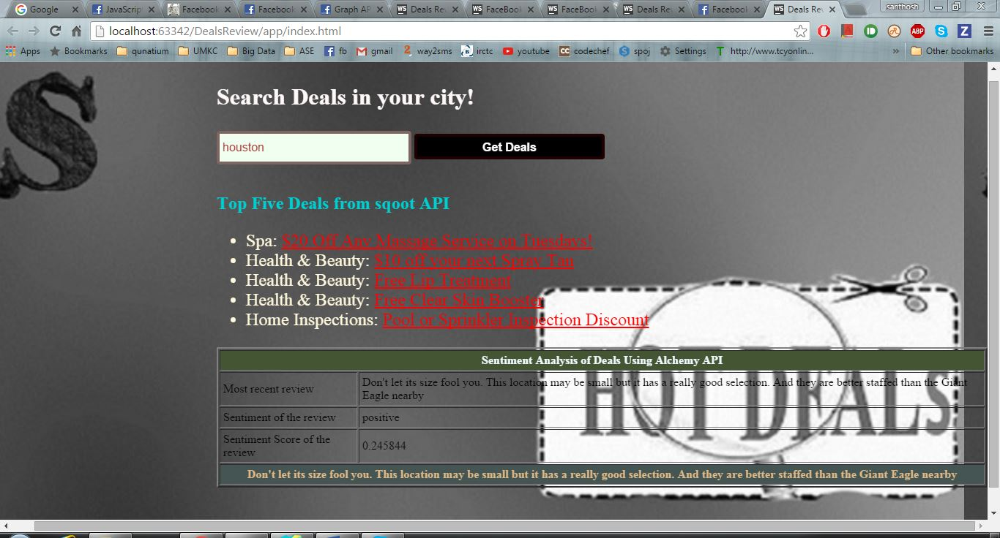 Google
JavaScrip
Facebook
Facebook
Graph AP
Deals Rev
FaceBook
FaceBook
Deals Rev
Facebook
Deals Rev
santhosh
localhost:63342/DealsReview/app/index.html
ABP
Z
Apps Bookmarks qunatium UMKC Big Data ASE fb gmail way2sms irctc youtube codechef spoj Settings http://www.tcyonlin... » Other bookmarks
S
Search Deals in your city!
houston Get Deals
Top Five Deals from sqoot API
• Spa: $20 Off Any Massage Service on Tuesdays!
• Health & Beauty: $10 off your next Spray Tan
• Health & Beauty: Free Lip Treatment
• Health & Beauty: Free Clear Skin Booster
• Home Inspections: Pool or Sprinkler Inspection Discount
HOT DEALS
Sentiment Analysis of Deals Using Alchemy API
Most recent review
Don't let its size fool you. This location may be small but it has a really good selection. And they are better staffed than the Giant
Eagle nearby
Sentiment of the review positive
Sentiment Score of the
review
0.245844
Don't let its size fool you. This location may be small but it has a really good selection. And they are better staffed than the Giant Eagle nearby